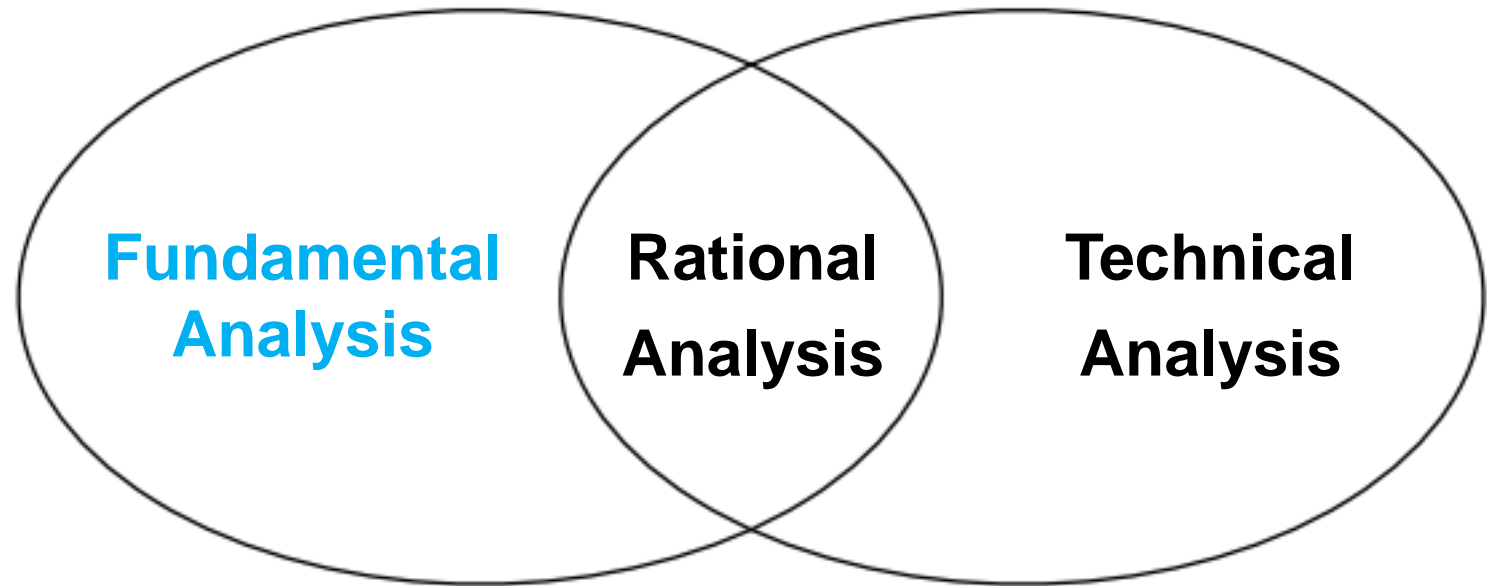 Fundamental
Analysis
Rational
Analysis
Technical
Analysis